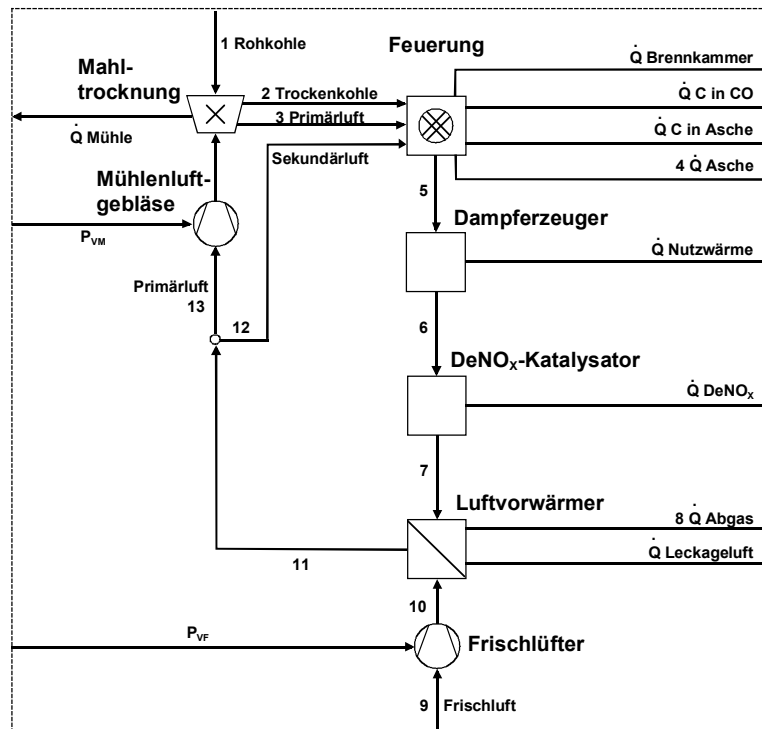 1 Rohkohle
Feuerung
Q̇ Brennkammer
Mahl-
trocknung
2 Trockenkohle
Q̇ C in CO
3 Primärluft
Q̇ Mühle
Sekundärluft
Q̇ C in Asche
4 Q̇ Asche
Mühlenluft-
gebläse
5
Dampferzeuger
P_VM
Q̇ Nutzwärme
Primärluft
13
12
6
DeNOₓ-Katalysator
Q̇ DeNOₓ
7
Luftvorwärmer
8 Q̇ Abgas
Q̇ Leckageluft
11
10
P_VF
Frischlüfter
9 Frischluft